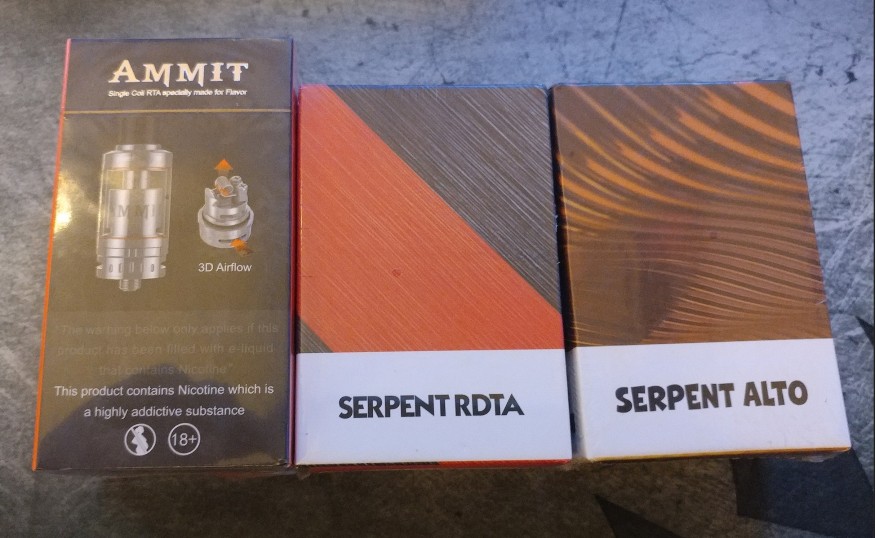 AMMIT
Single Coil RTA specially made for Flavor
AMMI
3D Airflow
"The warning below only applies if this
product has been filled with e-liquid
that contains Nicotine"
This product contains Nicotine which is
a highly addictive substance
18+
SERPENT RDTA
SERPENT ALTO